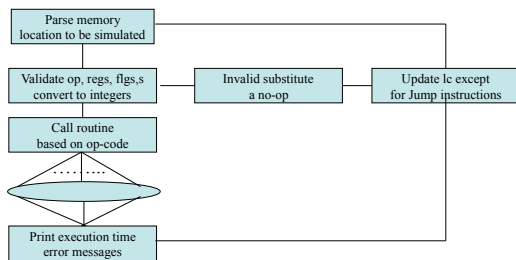 Parse memory
location to be simulated
Validate op, regs, flgs,s
convert to integers
Invalid substitute
a no-op
Update lc except
for Jump instructions
Call routine
based on op-code
........
Print execution time
error messages